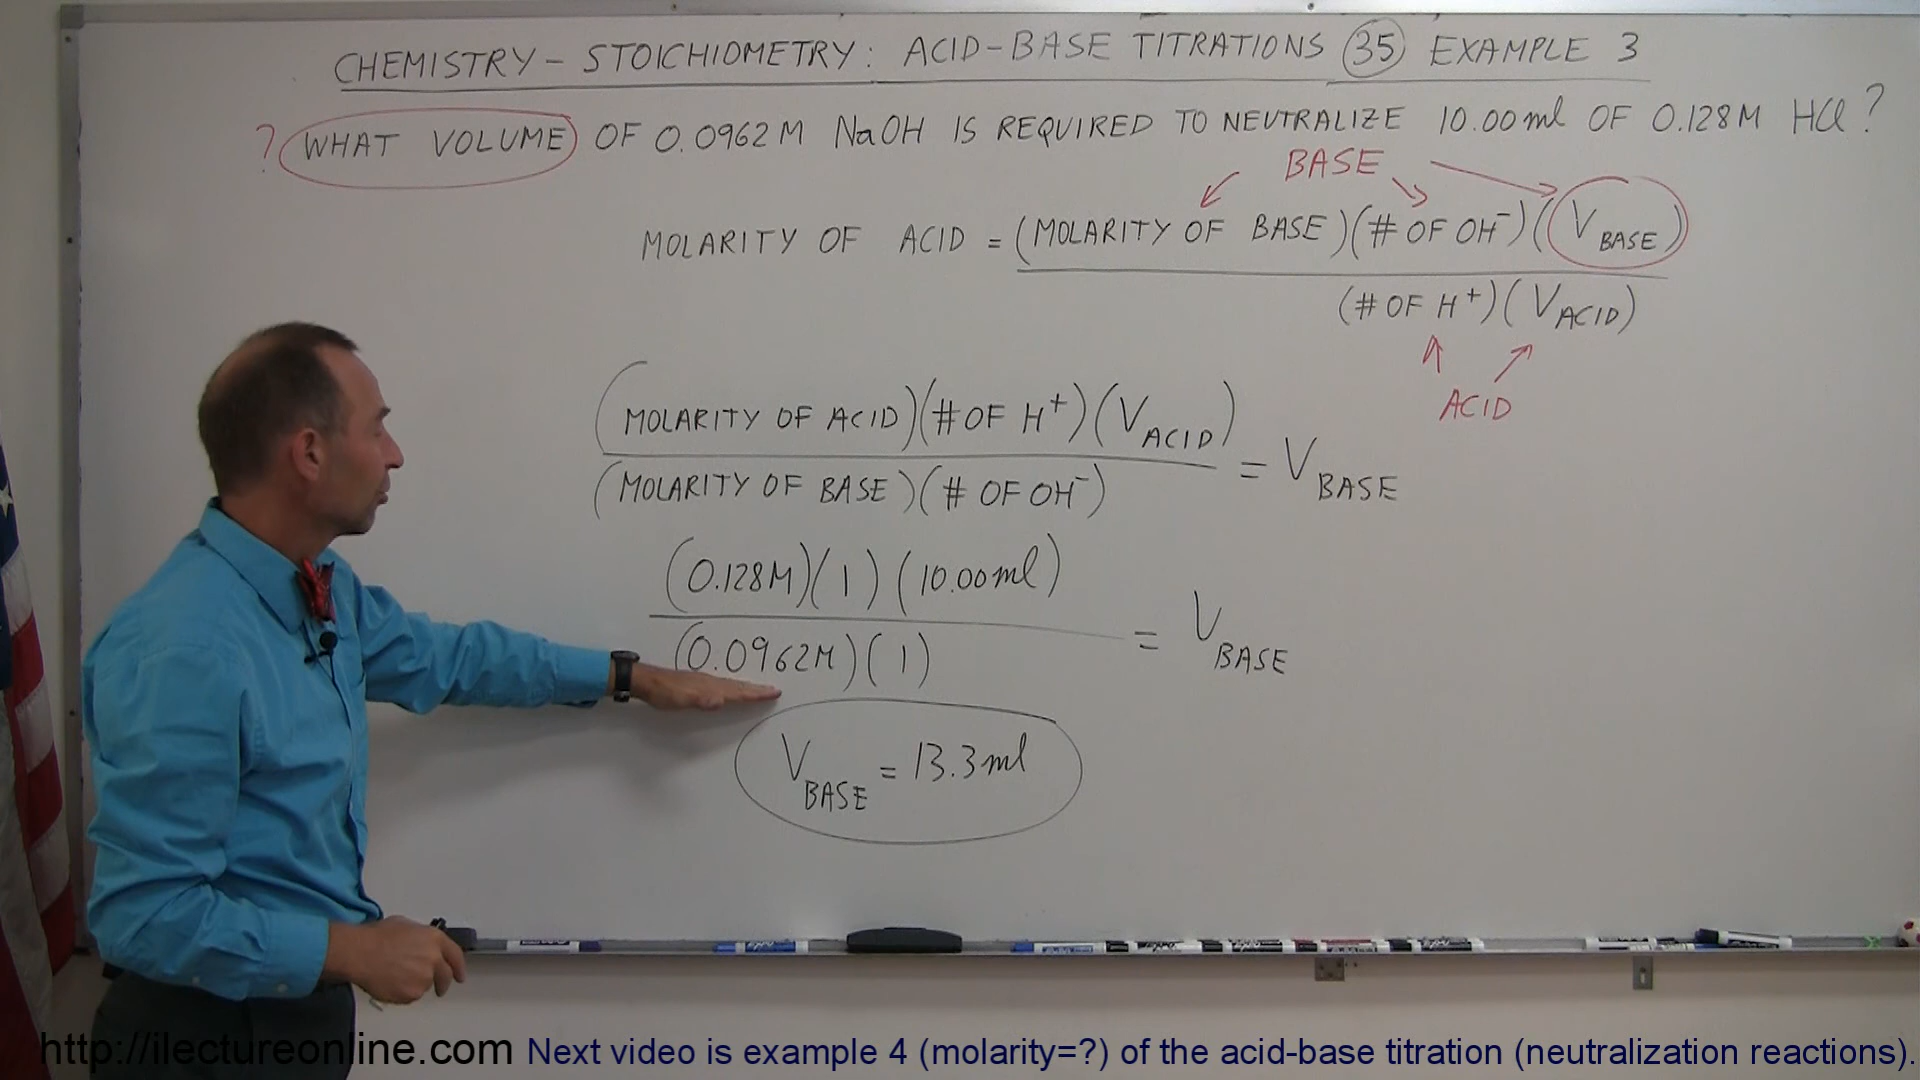 CHEMISTRY - STOICHIOMETRY: ACID-BASE TITRATIONS 35 EXAMPLE 3
? WHAT VOLUME OF 0.0962M NaOH IS REQUIRED TO NEUTRALIZE 10.00ml OF 0.128M HCl?
BASE
MOLARITY OF ACID = (MOLARITY OF BASE)(# OF OH⁻)(V BASE)
(# OF H⁺)(V ACID)
ACID
(MOLARITY OF ACID)(# OF H⁺)(V ACID)
= V BASE
(MOLARITY OF BASE)(# OF OH⁻)
(0.128M)(1)(10.00ml)
= V BASE
(0.0962M)(1)
V BASE = 13.3ml
http://ilectureonline.com Next video is example 4 (molarity=?) of the acid-base titration (neutralization reactions).